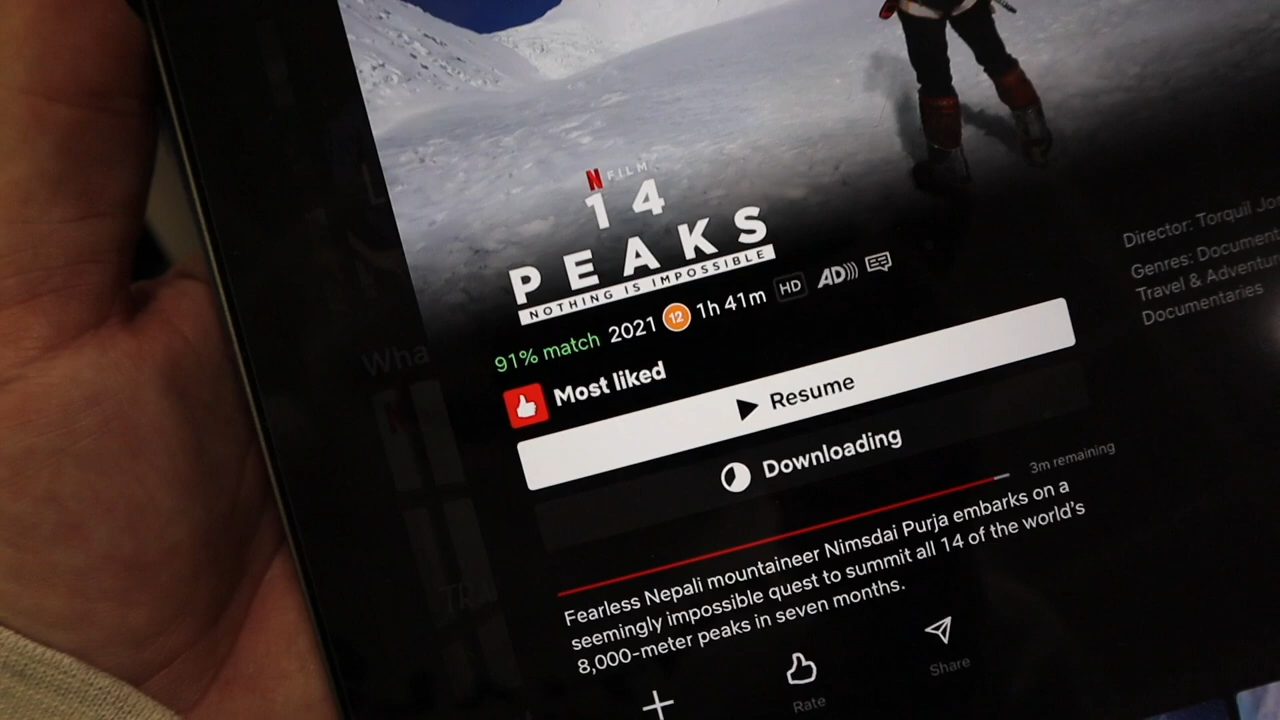 N FILM
14
PEAKS
NOTHING IS IMPOSSIBLE
91% match 2021 12 1h 41m HD AD)))
Most liked
Resume
Downloading
3m remaining
Fearless Nepali mountaineer Nimsdai Purja embarks on a
seemingly impossible quest to summit all 14 of the world's
8,000-meter peaks in seven months.
Rate
Share
Director: Torquil
Genres:
Travel &
Documentaries
Wha